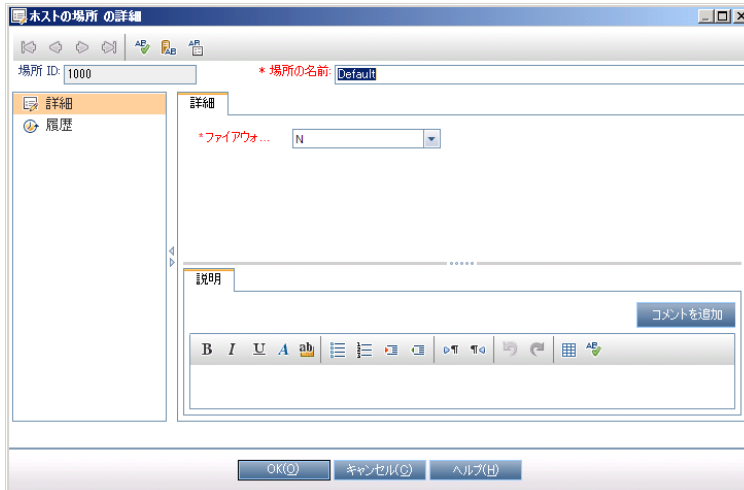 ホストの場所 の詳細
場所 ID: 1000 * 場所の名前: Default
詳細
履歴
詳細
*ファイアウォ... N
説明
コメントを追加
B I U A ab
OK(O) キャンセル(C) ヘルプ(H)